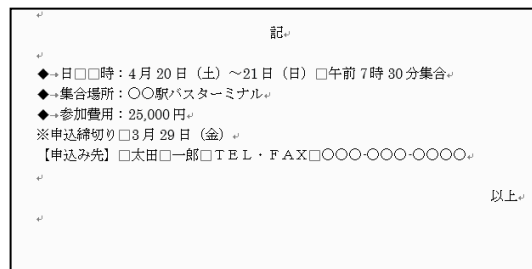 記
◆→日□□時：4月20日（土）～21日（日）□午前7時30分集合
◆→集合場所：○○駅バスターミナル
◆→参加費用：25,000円
※申込締切り□3月29日（金）
【申込み先】□太田□一郎□ＴＥＬ・ＦＡＸ□○○○-○○○-○○○○
以上